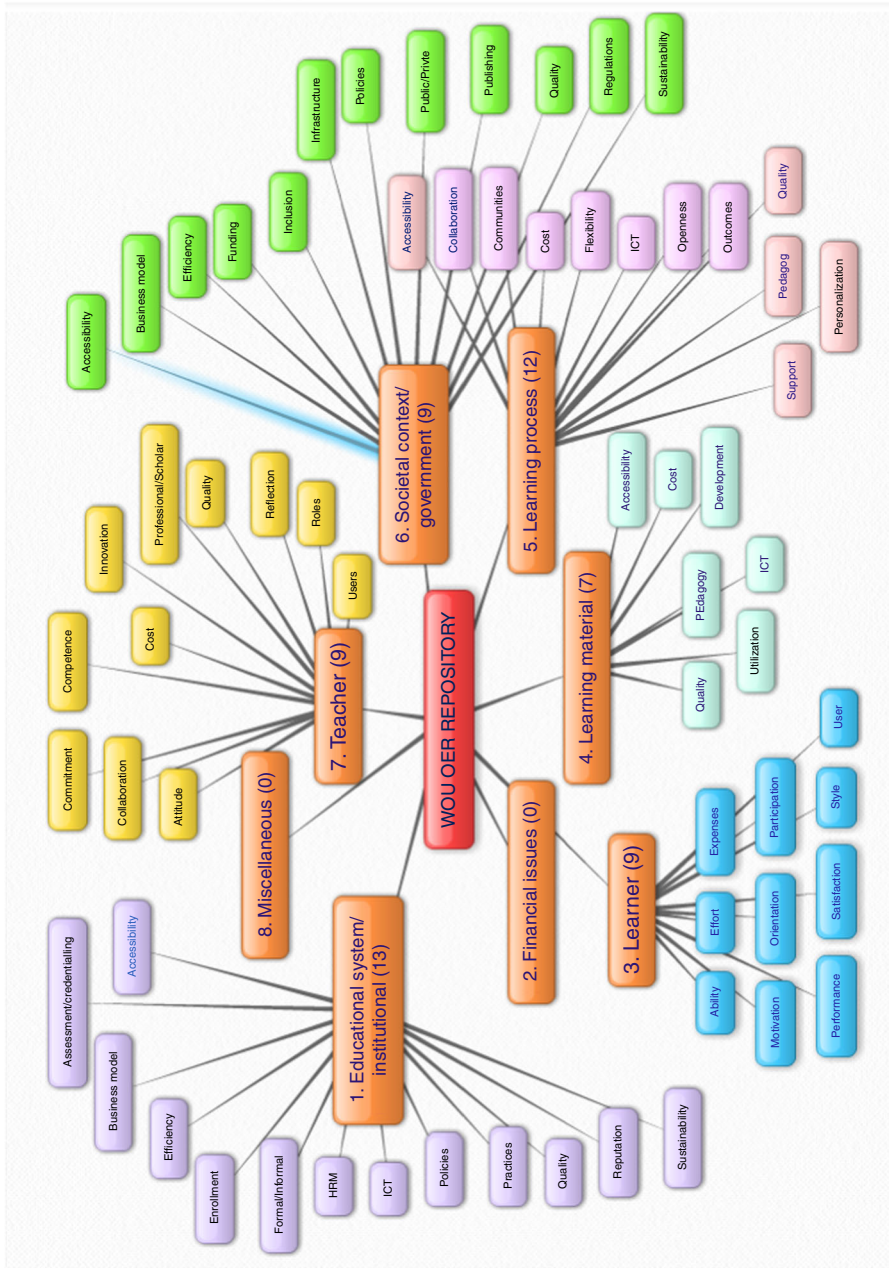 WOU OER REPOSITORY
1. Educational system/
institutional (13)
Accessibility
Assessment/credentialling
Business model
Efficiency
Enrollment
Formal/Informal
HRM
ICT
Policies
Practices
Quality
Reputation
Sustainability
2. Financial issues (0)
3. Learner (9)
Ability
Effort
Expenses
Motivation
Orientation
Participation
Performance
Satisfaction
Style
User
4. Learning material (7)
Accessibility
Cost
Development
PEdagogy
ICT
Utilization
Quality
5. Learning process (12)
Accessibility
Collaboration
Communities
Cost
Flexibility
ICT
Openness
Outcomes
Quality
Pedagog
Personalization
Support
6. Societal context/
government (9)
Accessibility
Business model
Efficiency
Funding
Inclusion
Infrastructure
Policies
Public/Privte
Publishing
Quality
Regulations
Sustainability
7. Teacher (9)
Attitude
Collaboration
Commitment
Competence
Cost
Innovation
Professional/Scholar
Quality
Reflection
Roles
Users
8. Miscellaneous (0)